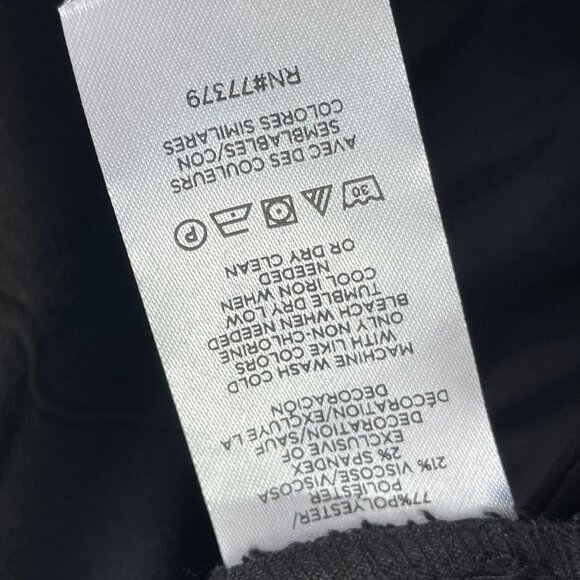 77%POLYESTER/
POLIESTER
21% VISCOSE/VISCOSA
2% SPANDEX
EXCLUSIVE OF
DECORATION/SAUF
DÉCORATION/EXCLUYE LA
DECORACIÓN
MACHINE WASH COLD
WITH LIKE COLORS
ONLY NON-CHLORINE
BLEACH WHEN NEEDED
TUMBLE DRY LOW
COOL IRON WHEN
NEEDED
OR DRY CLEAN
30 P
AVEC DES COULEURS
SEMBLABLES/CON
COLORES SIMILARES
RN#77379